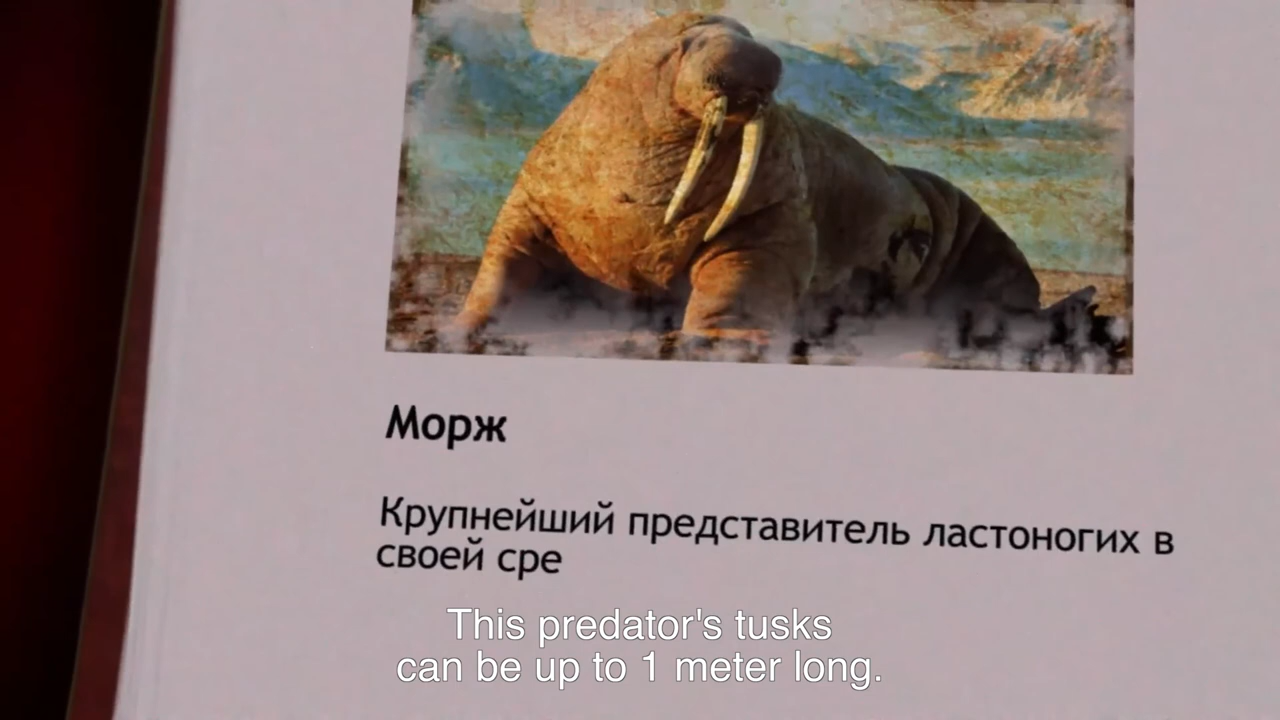 Морж
Крупнейший представитель ластоногих в
своей сре
This predator's tusks
can be up to 1 meter long.